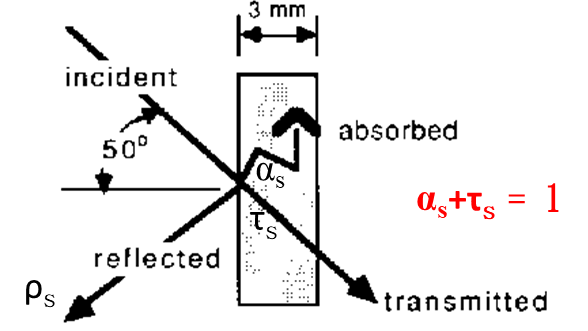 3 mm
incident
50°
absorbed
αs
αs+τs = 1
τs
reflected
ρs
transmitted